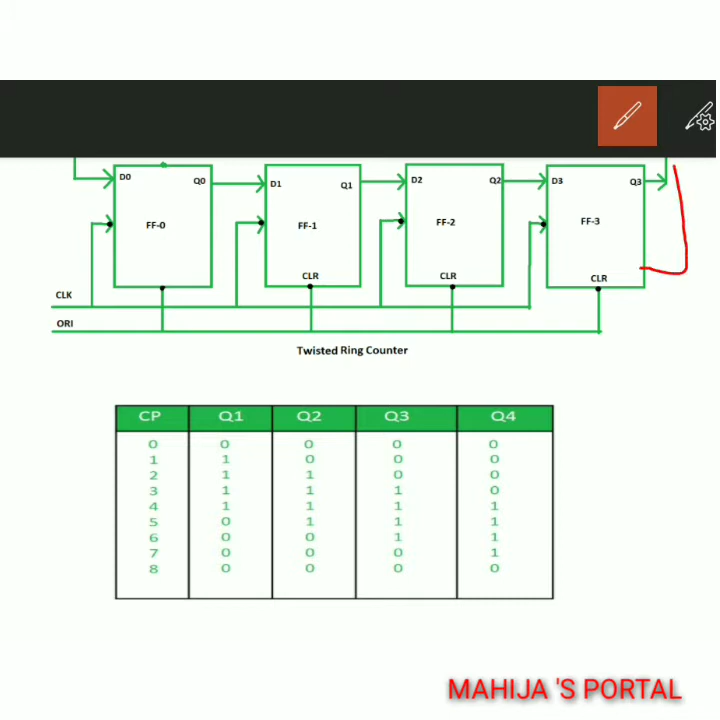 D0 Q0 D1 Q1 D2 Q2 D3 Q3
FF-0 FF-1 FF-2 FF-3
CLR CLR CLR
CLK
ORI
Twisted Ring Counter
CP Q1 Q2 Q3 Q4
0 0 0 0 0
1 1 0 0 0
2 1 1 0 0
3 1 1 1 0
4 1 1 1 1
5 0 1 1 1
6 0 0 1 1
7 0 0 0 1
8 0 0 0 0
MAHIJA 'S PORTAL